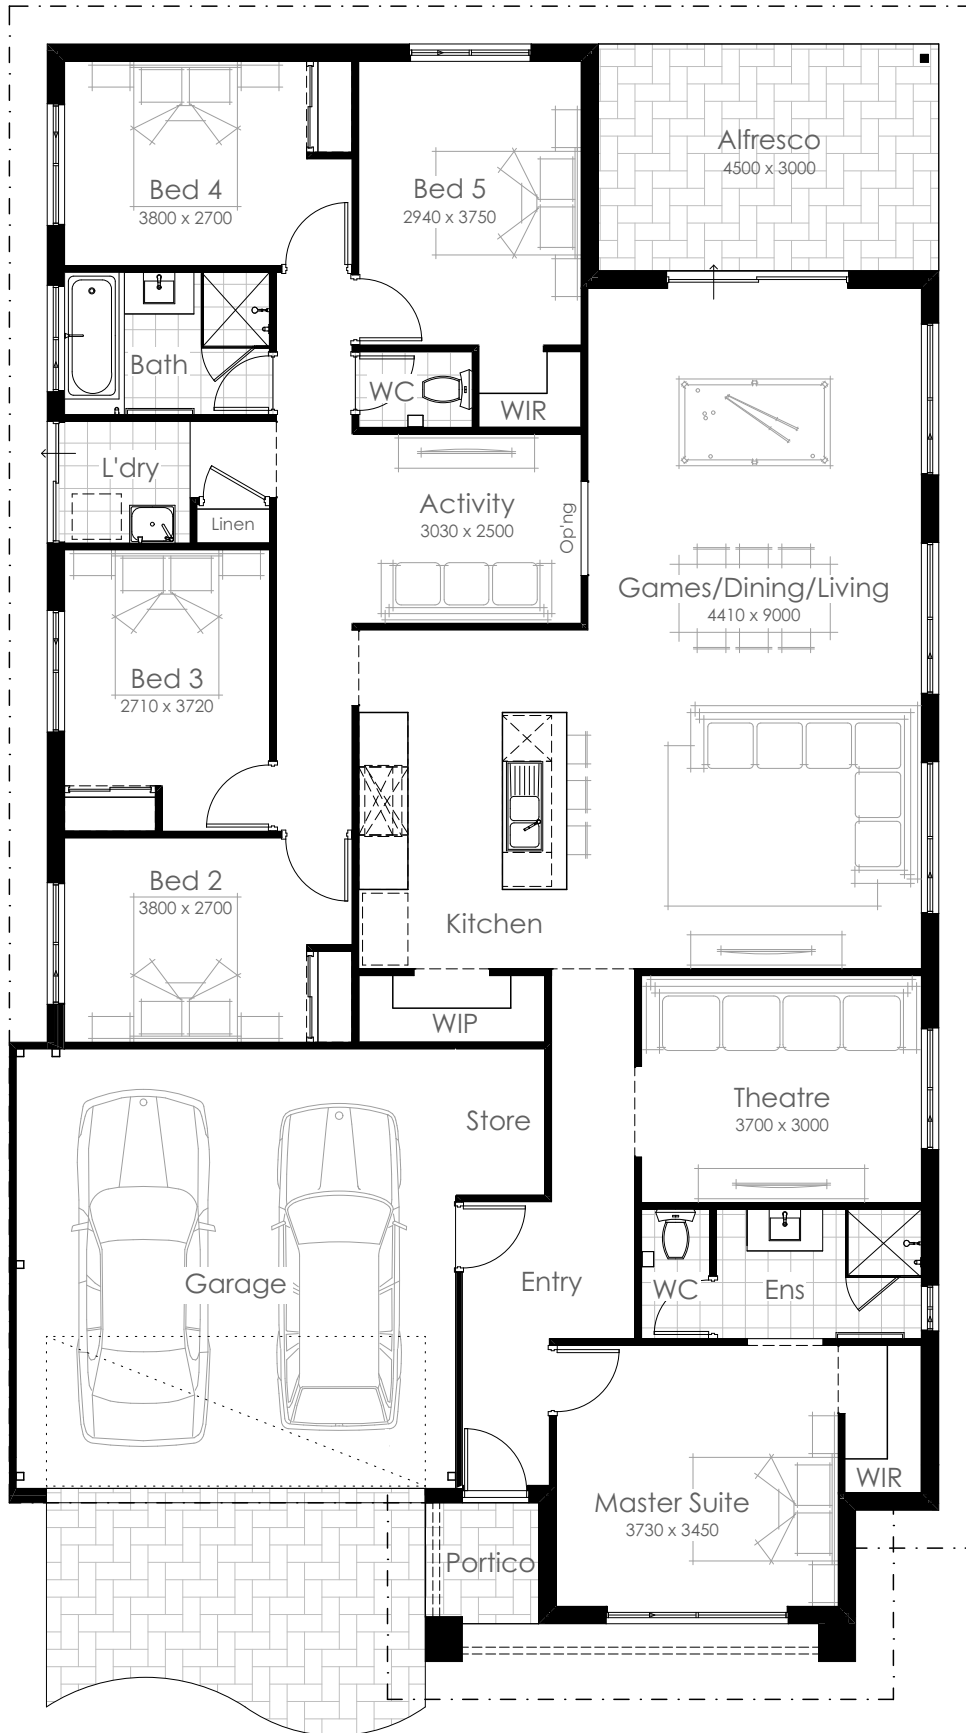 Alfresco
4500 x 3000
Bed 4
3800 x 2700
Bed 5
2940 x 3750
Bath
WC
WIR
L'dry
Linen
Activity
3030 x 2500
Op'ng
Games/Dining/Living
4410 x 9000
Bed 3
2710 x 3720
Bed 2
3800 x 2700
Kitchen
WIP
Store
Theatre
3700 x 3000
Garage
Entry
WC
Ens
WIR
Master Suite
3730 x 3450
Portico